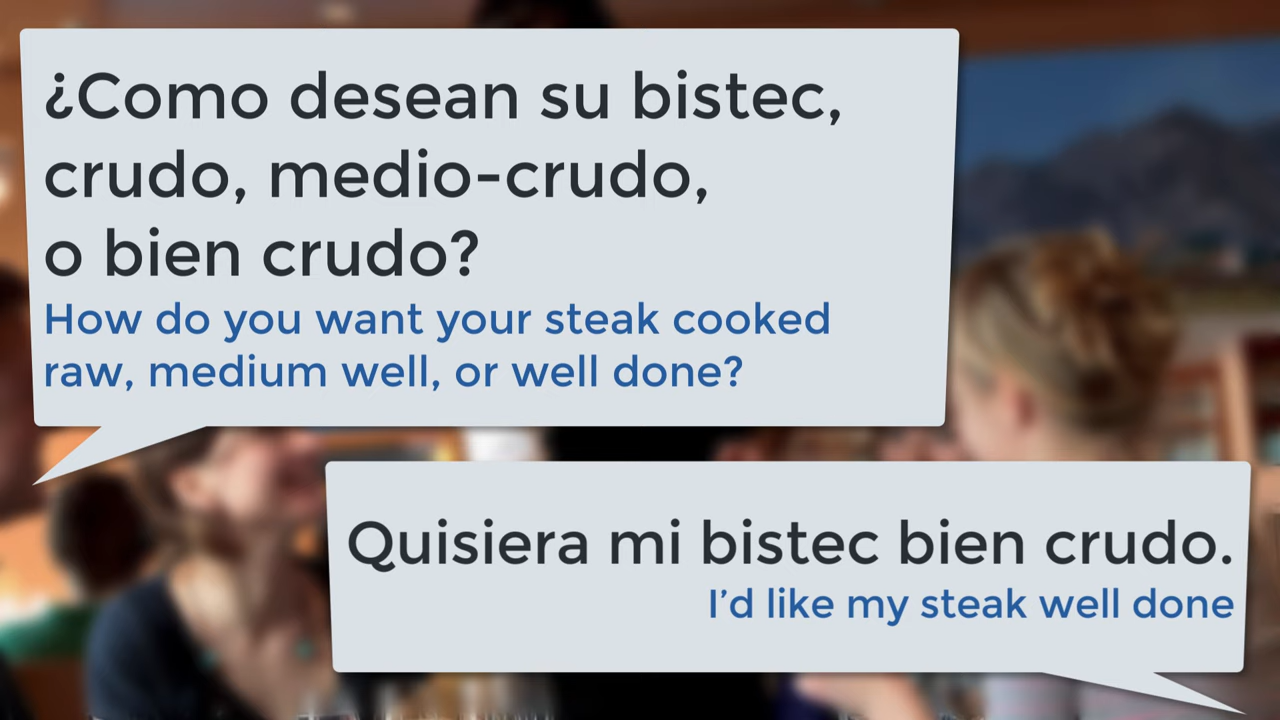 ¿Como desean su bistec,
crudo, medio-crudo,
o bien crudo?
How do you want your steak cooked
raw, medium well, or well done?
Quisiera mi bistec bien crudo.
I’d like my steak well done